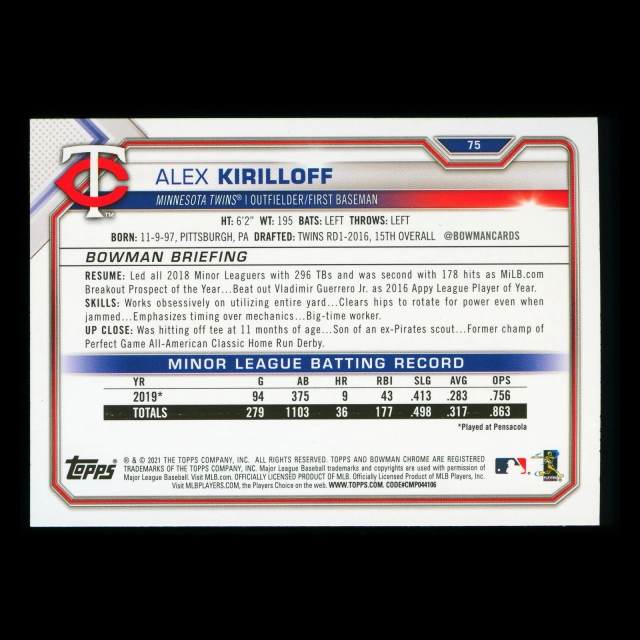 75
TC
TM
ALEX KIRILLOFF
MINNESOTA TWINS® | OUTFIELDER/FIRST BASEMAN
HT: 6'2" WT: 195 BATS: LEFT THROWS: LEFT
BORN: 11-9-97, PITTSBURGH, PA DRAFTED: TWINS RD1-2016, 15TH OVERALL @BOWMANCARDS
BOWMAN BRIEFING
RESUME: Led all 2018 Minor Leaguers with 296 TBs and was second with 178 hits as MiLB.com
Breakout Prospect of the Year...Beat out Vladimir Guerrero Jr. as 2016 Appy League Player of Year.
SKILLS: Works obsessively on utilizing entire yard...Clears hips to rotate for power even when
jammed...Emphasizes timing over mechanics...Big-time worker.
UP CLOSE: Was hitting off tee at 11 months of age...Son of an ex-Pirates scout...Former champ of
Perfect Game All-American Classic Home Run Derby.
MINOR LEAGUE BATTING RECORD
YR G AB HR RBI SLG AVG OPS
2019* 94 375 9 43 .413 .283 .756
TOTALS 279 1103 36 177 .498 .317 .863
*Played at Pensacola
Topps®
® & © 2021 THE TOPPS COMPANY, INC. ALL RIGHTS RESERVED. TOPPS AND BOWMAN CHROME ARE REGISTERED
TRADEMARKS OF THE TOPPS COMPANY, INC. Major League Baseball trademarks and copyrights are used with permission of
Major League Baseball. Visit MLB.com. OFFICIALLY LICENSED PRODUCT OF MLB. Officially Licensed Product of MLB Players, Inc.
Visit MLBPLAYERS.COM, the Players Choice on the web. WWW.TOPPS.COM. CODE#CMP044106